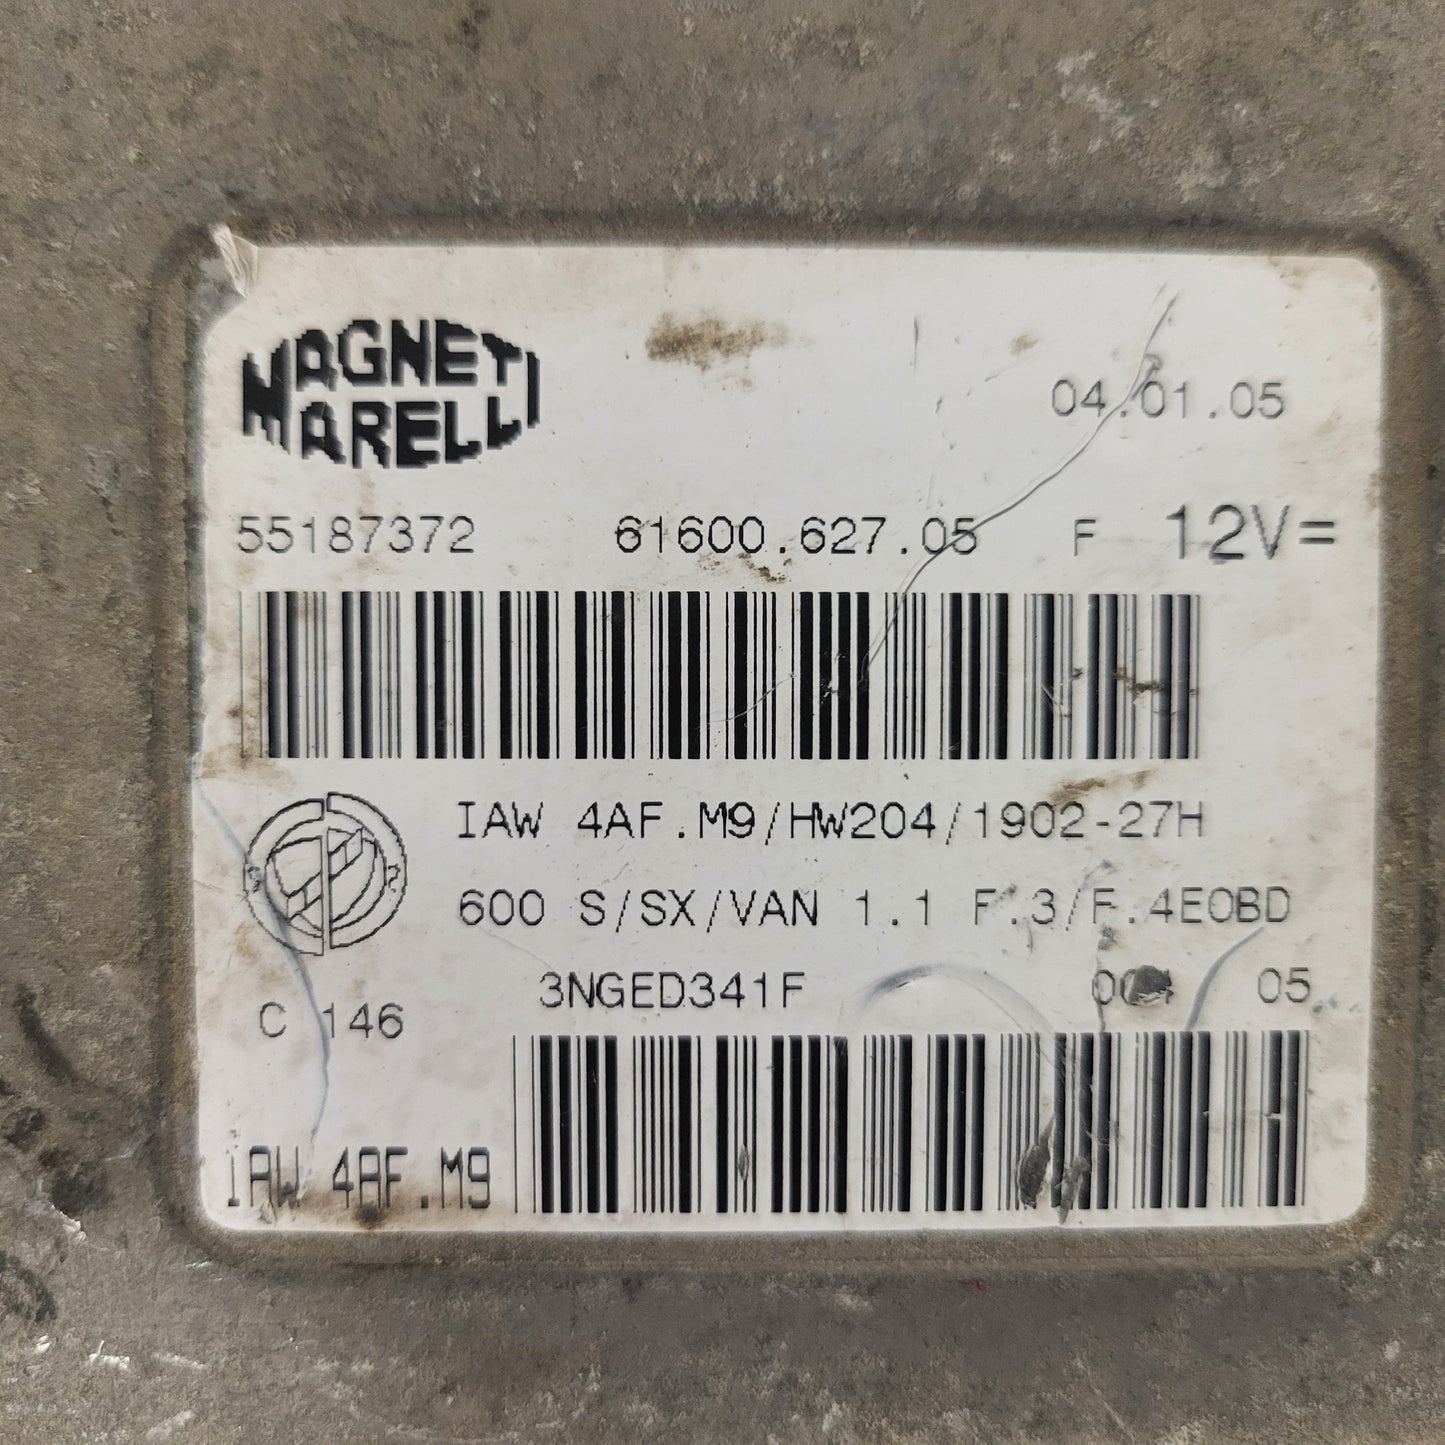 MAGNETI
MARELLI
04.01.05
55187372 61600.627.05 F 12V=
IAW 4AF.M9/HW204/1902-27H
600 S/SX/VAN 1.1 F.3/F.4EOBD
3NGED341F 05
C 146
IAW 4AF.M9